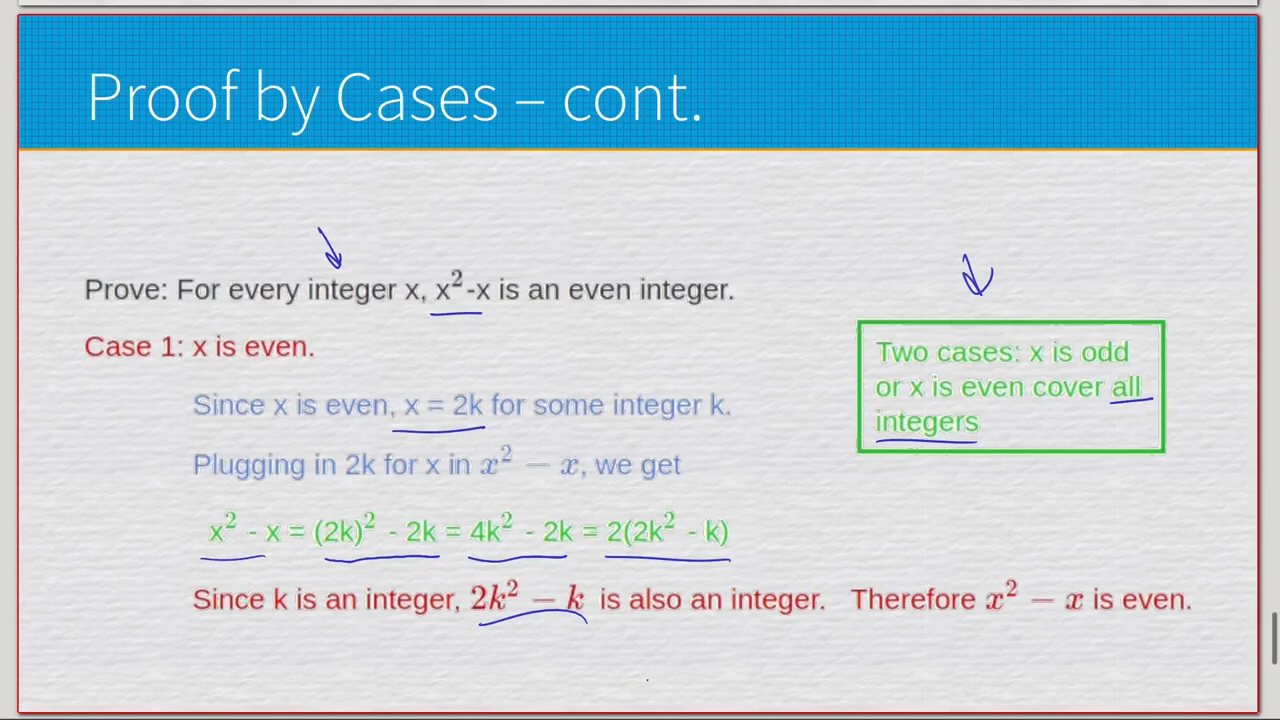 Proof by Cases – cont.
Prove: For every integer x, x²-x is an even integer.
Case 1: x is even.
Since x is even, x = 2k for some integer k.
Plugging in 2k for x in x² − x, we get
x² - x = (2k)² - 2k = 4k² - 2k = 2(2k² - k)
Since k is an integer, 2k² − k is also an integer. Therefore x² − x is even.
Two cases: x is odd
or x is even cover all
integers